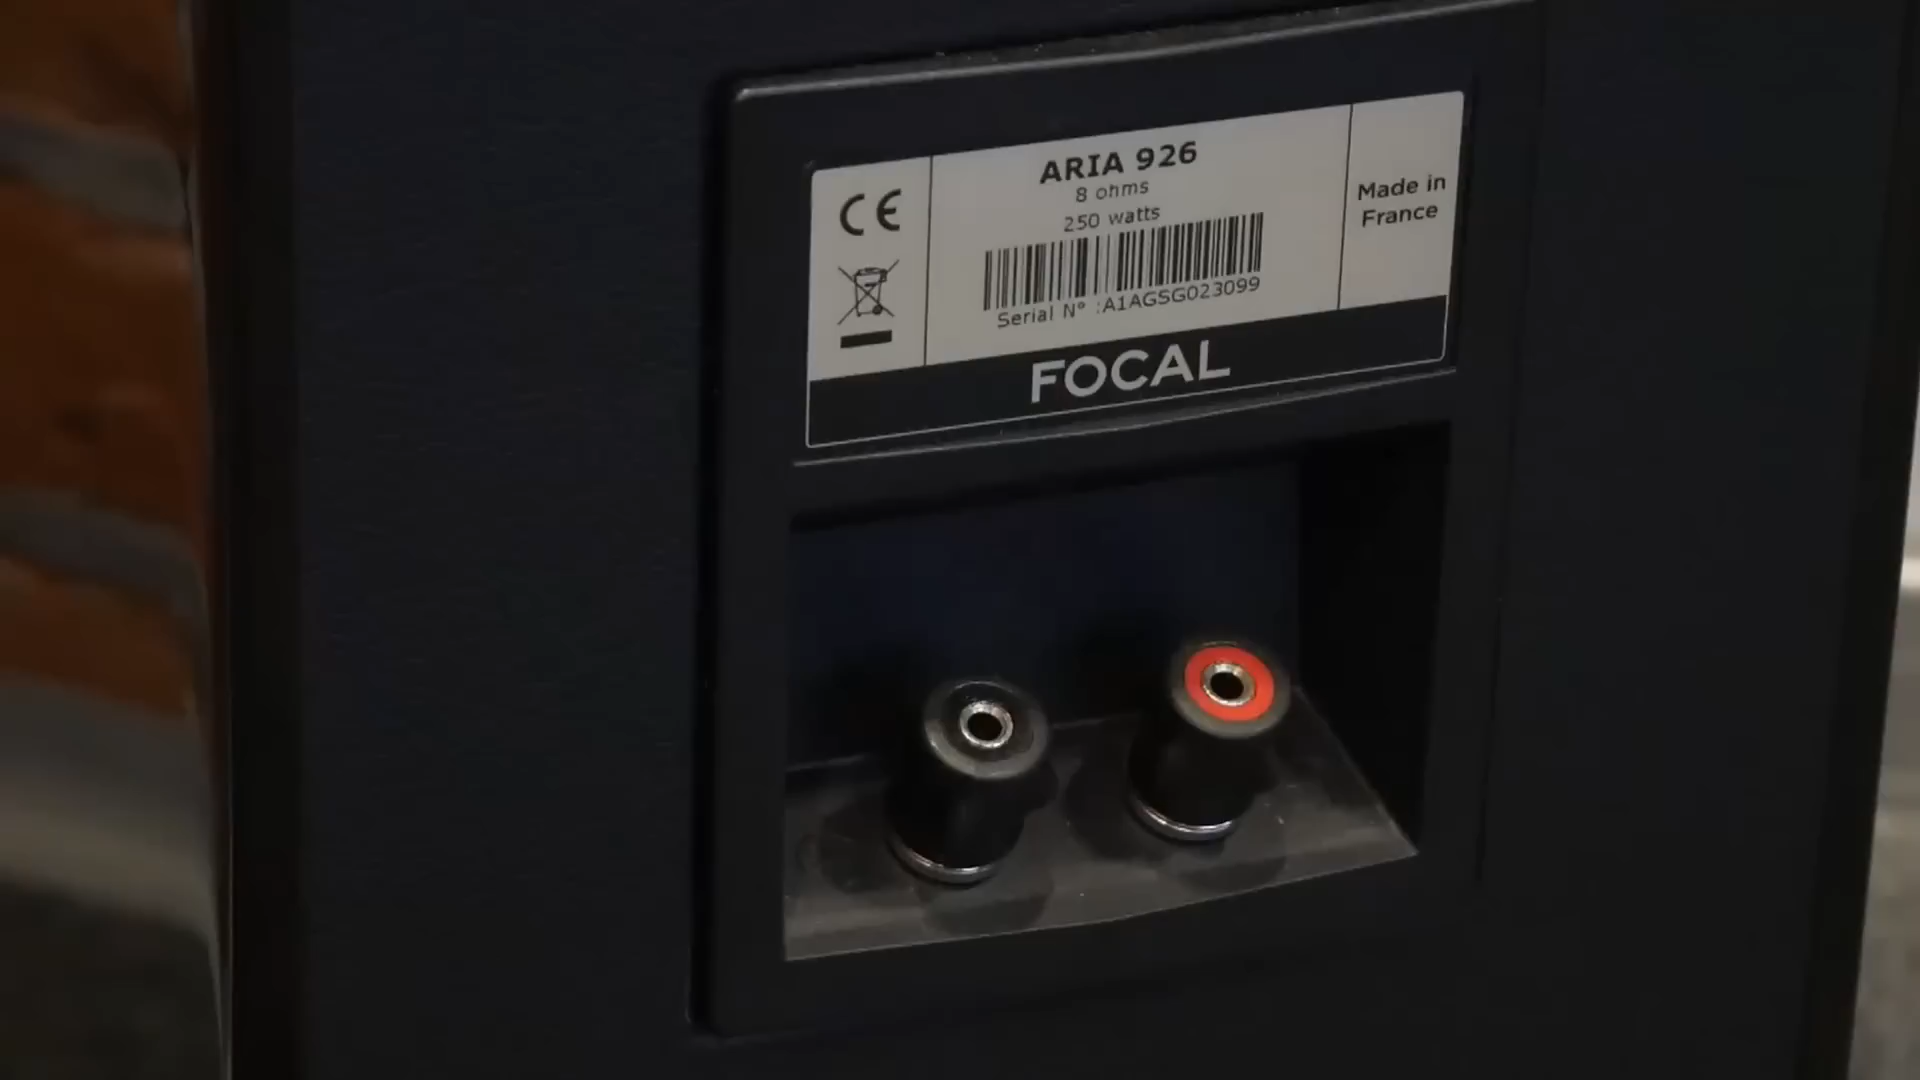 CE
ARIA 926
8 ohms
250 watts
Serial N° :A1AGSG023099
Made in
France
FOCAL